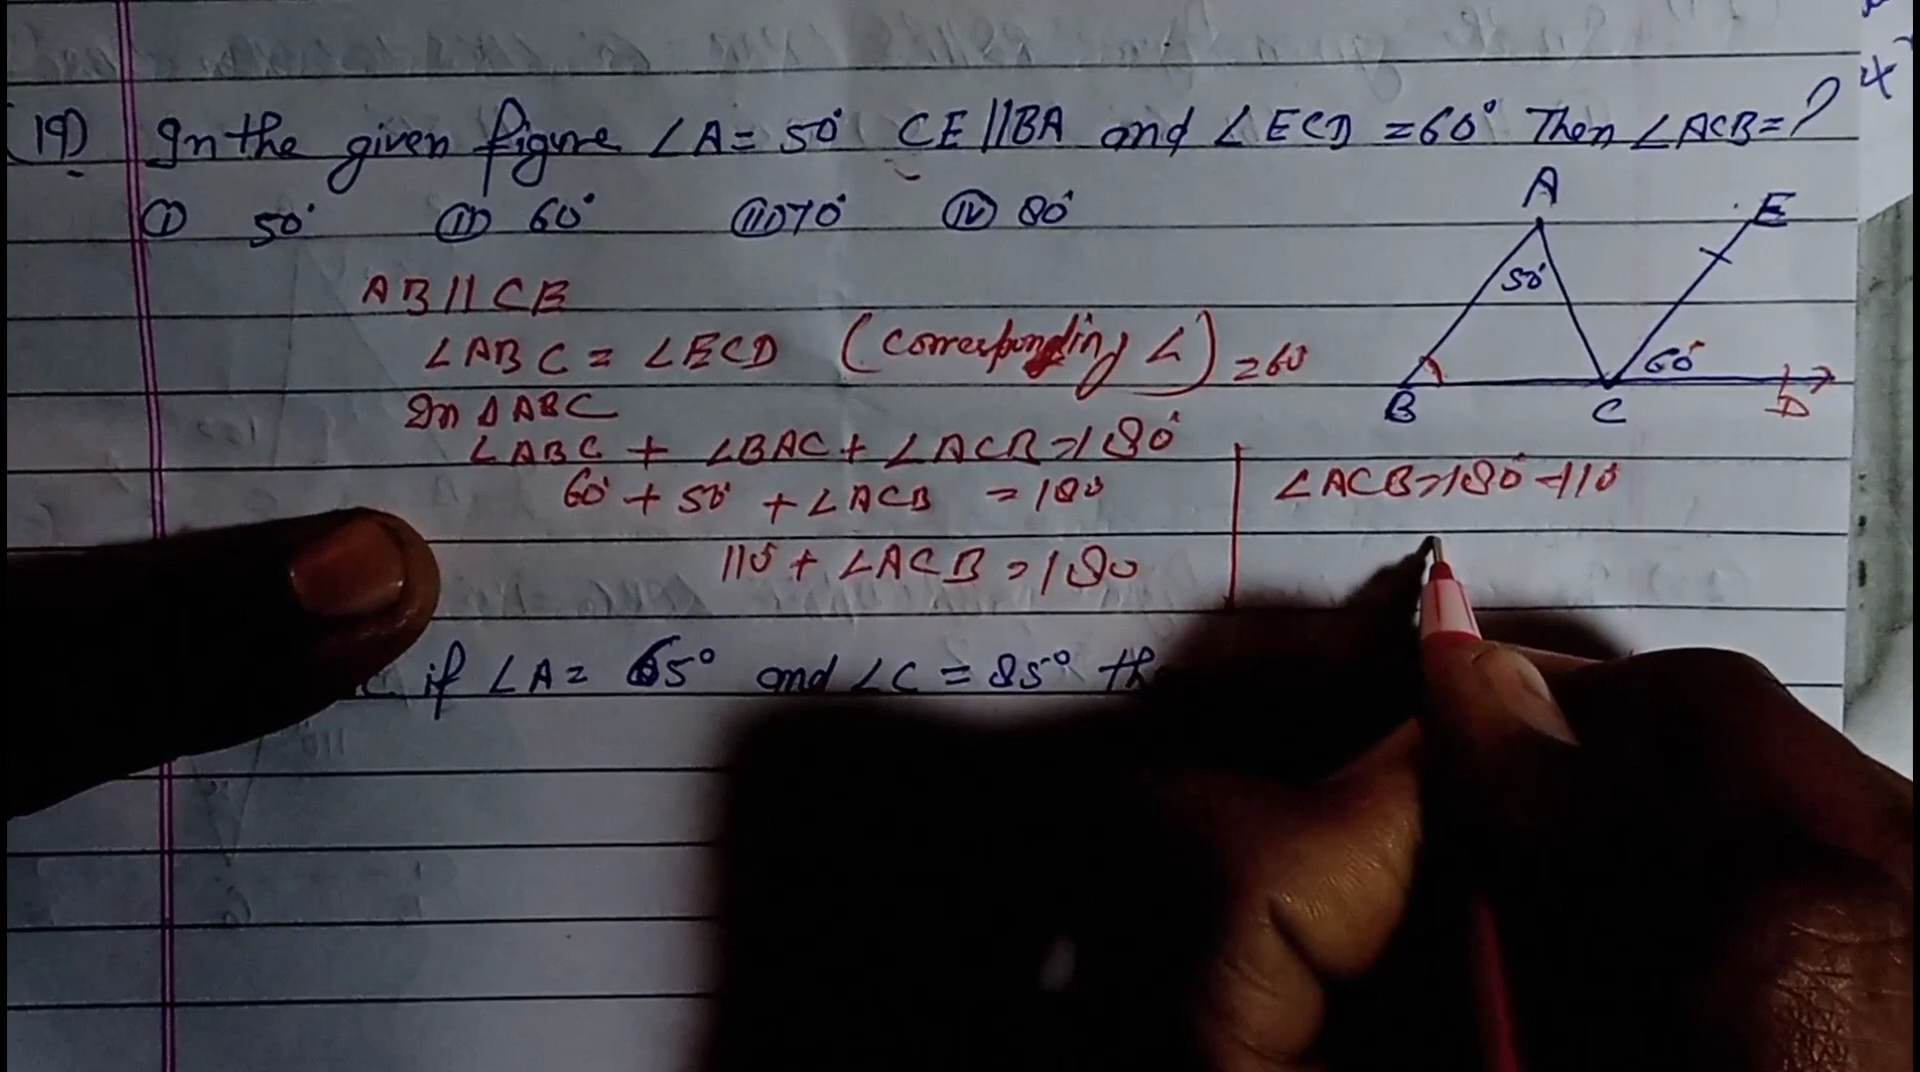 19) In the given figure ∠A = 50° CE//BA and ∠ECD = 60° Then ∠ACB = ?
(i) 50° (ii) 60° (iii) 70° (iv) 80°
A
E
50°
60°
B
C
D
AB//CE
∠ABC = ∠ECD (Corresponding ∠) = 60
In ΔABC
∠ABC + ∠BAC + ∠ACB = 180°
60° + 50° + ∠ACB = 180
110 + ∠ACB = 180
∠ACB = 180° - 110
if ∠A = 65° and ∠C = 85°
4